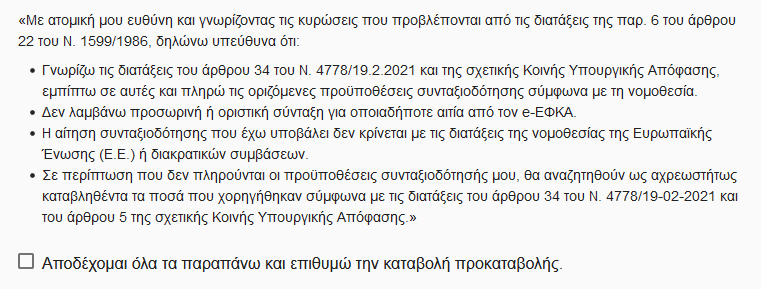 «Με ατομική μου ευθύνη και γνωρίζοντας τις κυρώσεις που προβλέπονται από τις διατάξεις της παρ. 6 του άρθρου
22 του Ν. 1599/1986, δηλώνω υπεύθυνα ότι:
• Γνωρίζω τις διατάξεις του άρθρου 34 του Ν. 4778/19.2.2021 και της σχετικής Κοινής Υπουργικής Απόφασης,
εμπίπτω σε αυτές και πληρώ τις οριζόμενες προϋποθέσεις συνταξιοδότησης σύμφωνα με τη νομοθεσία.
• Δεν λαμβάνω προσωρινή ή οριστική σύνταξη για οποιαδήποτε αιτία από τον e-ΕΦΚΑ.
• Η αίτηση συνταξιοδότησης που έχω υποβάλει δεν κρίνεται με τις διατάξεις της νομοθεσίας της Ευρωπαϊκής
Ένωσης (Ε.Ε.) ή διακρατικών συμβάσεων.
• Σε περίπτωση που δεν πληρούνται οι προϋποθέσεις συνταξιοδότησής μου, θα αναζητηθούν ως αχρεωστήτως
καταβληθέντα τα ποσά που χορηγήθηκαν σύμφωνα με τις διατάξεις του άρθρου 34 του Ν. 4778/19-02-2021 και
του άρθρου 5 της σχετικής Κοινής Υπουργικής Απόφασης.»
Αποδέχομαι όλα τα παραπάνω και επιθυμώ την καταβολή προκαταβολής.